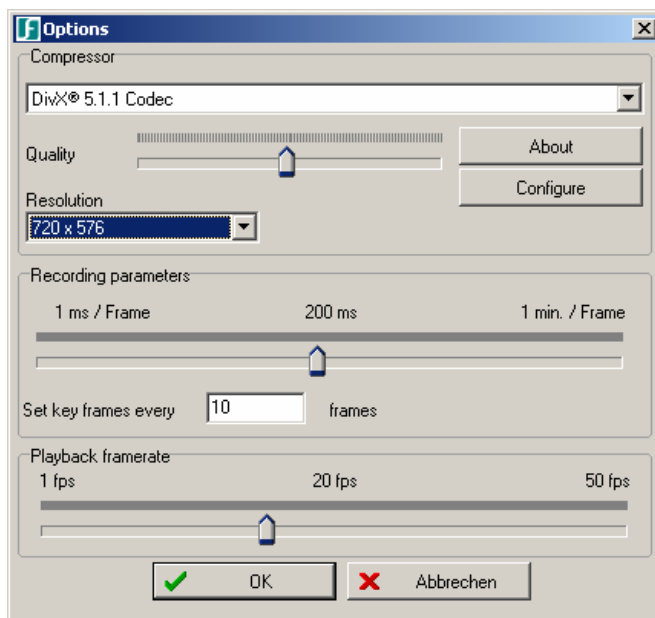 Options
Compressor
DivX® 5.1.1 Codec
Quality
About
Configure
Resolution
720 x 576
Recording parameters
1 ms / Frame 200 ms 1 min. / Frame
Set key frames every 10 frames
Playback framerate
1 fps 20 fps 50 fps
OK Abbrechen